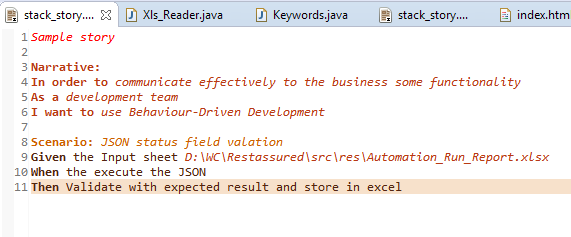 stack_story.... Xls_Reader.java Keywords.java stack_story.... index.htm
1 Sample story
2
3 Narrative:
4 In order to communicate effectively to the business some functionality
5 As a development team
6 I want to use Behaviour-Driven Development
7
8 Scenario: JSON status field valation
9 Given the Input sheet D:\WC\Restassured\src\res\Automation_Run_Report.xlsx
10 When the execute the JSON
11 Then Validate with expected result and store in excel